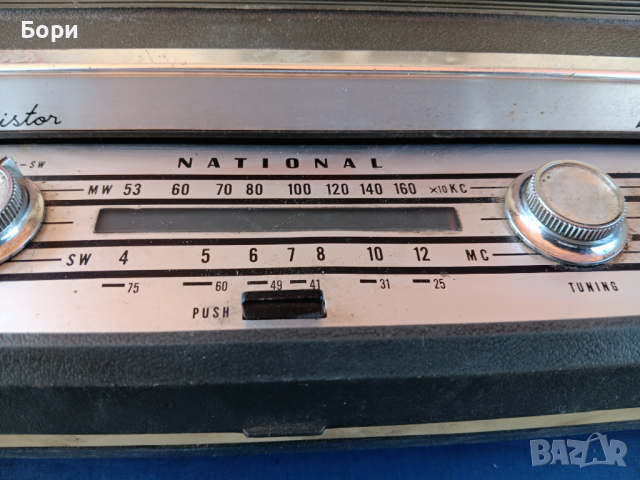 Бори
istor
-SW
NATIONAL
MW 53 60 70 80 100 120 140 160 ×10KC
SW 4 5 6 7 8 10 12 MC
75 60 49 41 31 25
TUNING
PUSH
BAZAR